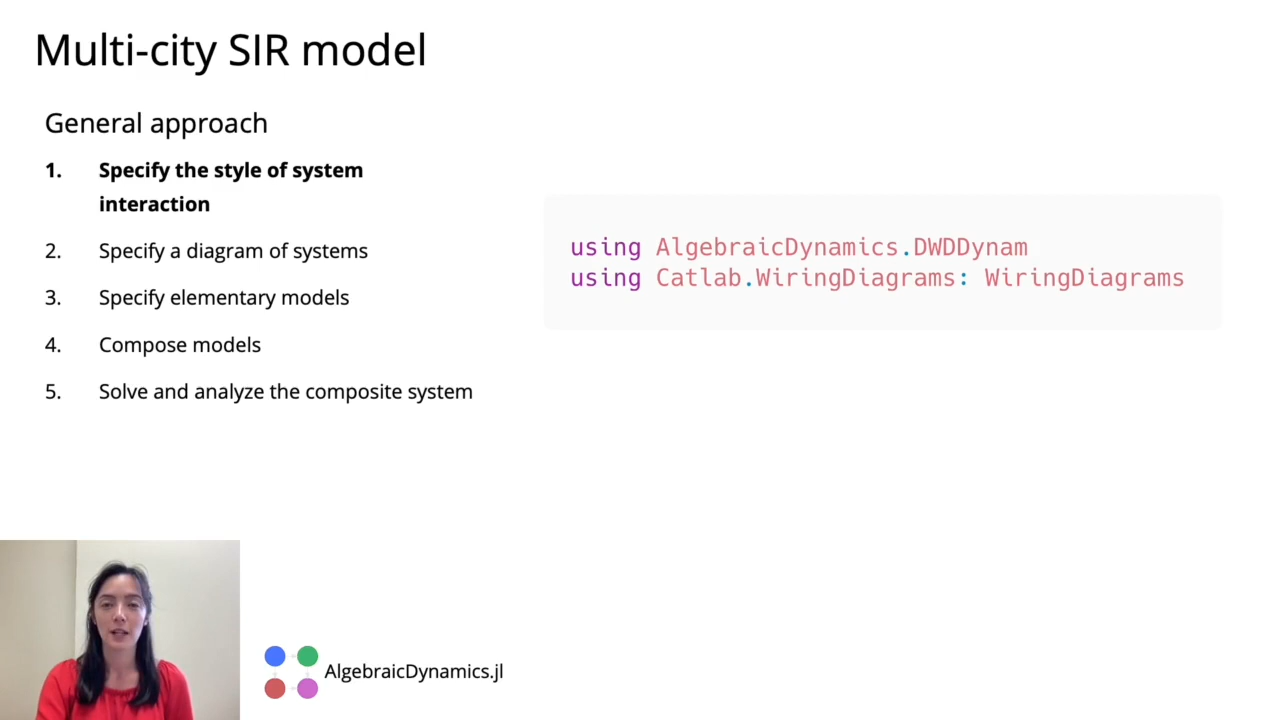 Multi-city SIR model
General approach
1. Specify the style of system
interaction
2. Specify a diagram of systems
3. Specify elementary models
4. Compose models
5. Solve and analyze the composite system
using AlgebraicDynamics.DWDDynam
using Catlab.WiringDiagrams: WiringDiagrams
AlgebraicDynamics.jl